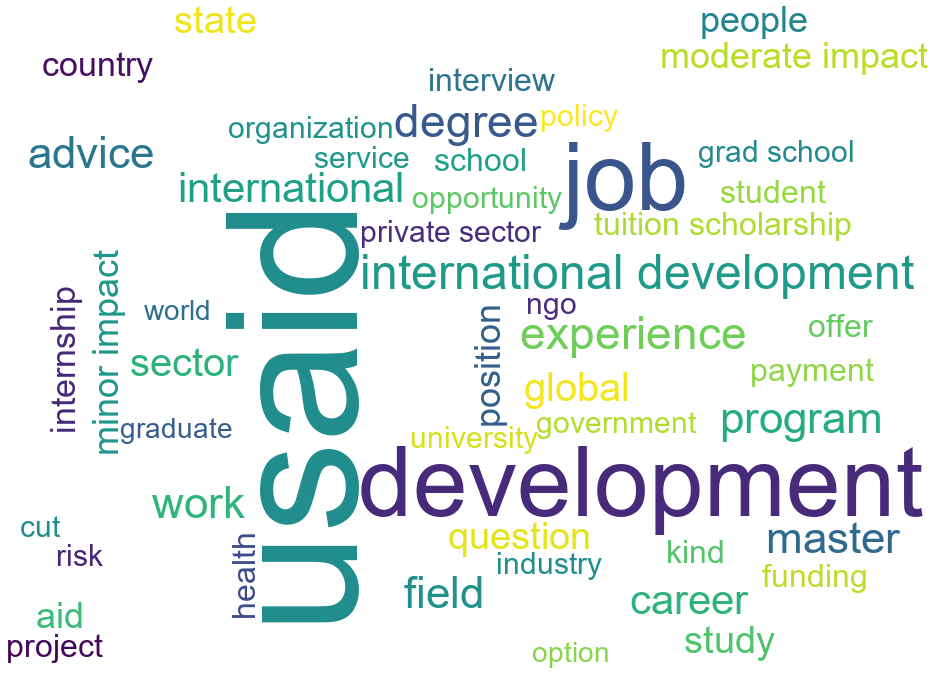 state
people
country
moderate impact
interview
organization
degree
policy
advice
service
school
job
grad school
international
opportunity
student
tuition scholarship
usaid
private sector
international development
internship
minor impact
world
ngo
position
experience
offer
sector
global
payment
graduate
university
government
program
development
work
cut
question
master
risk
health
industry
kind
funding
field
career
aid
project
study
option